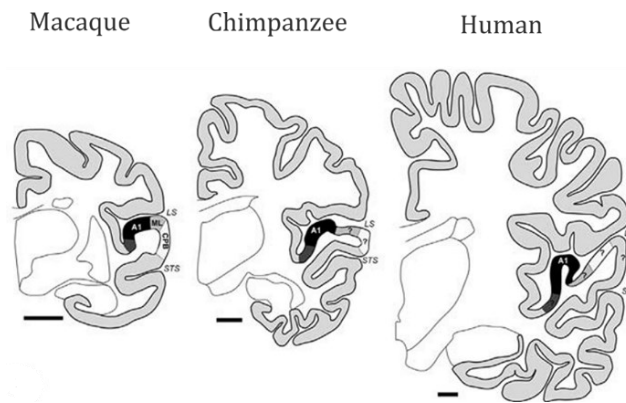 Macaque
Chimpanzee
Human
LS
A1
ML
CPB
STS
LS
A1
?
?
STS
A1
?
?
?
S